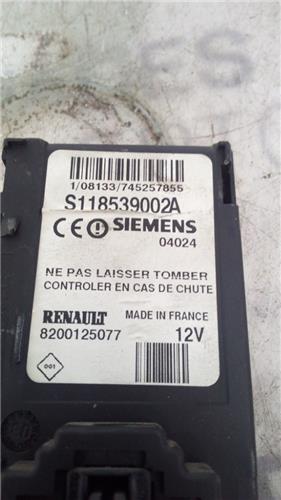 1/08133/745257855
S118539002A
CE SIEMENS
04024
NE PAS LAISSER TOMBER
CONTROLER EN CAS DE CHUTE
RENAULT MADE IN FRANCE
8200125077 12V
001